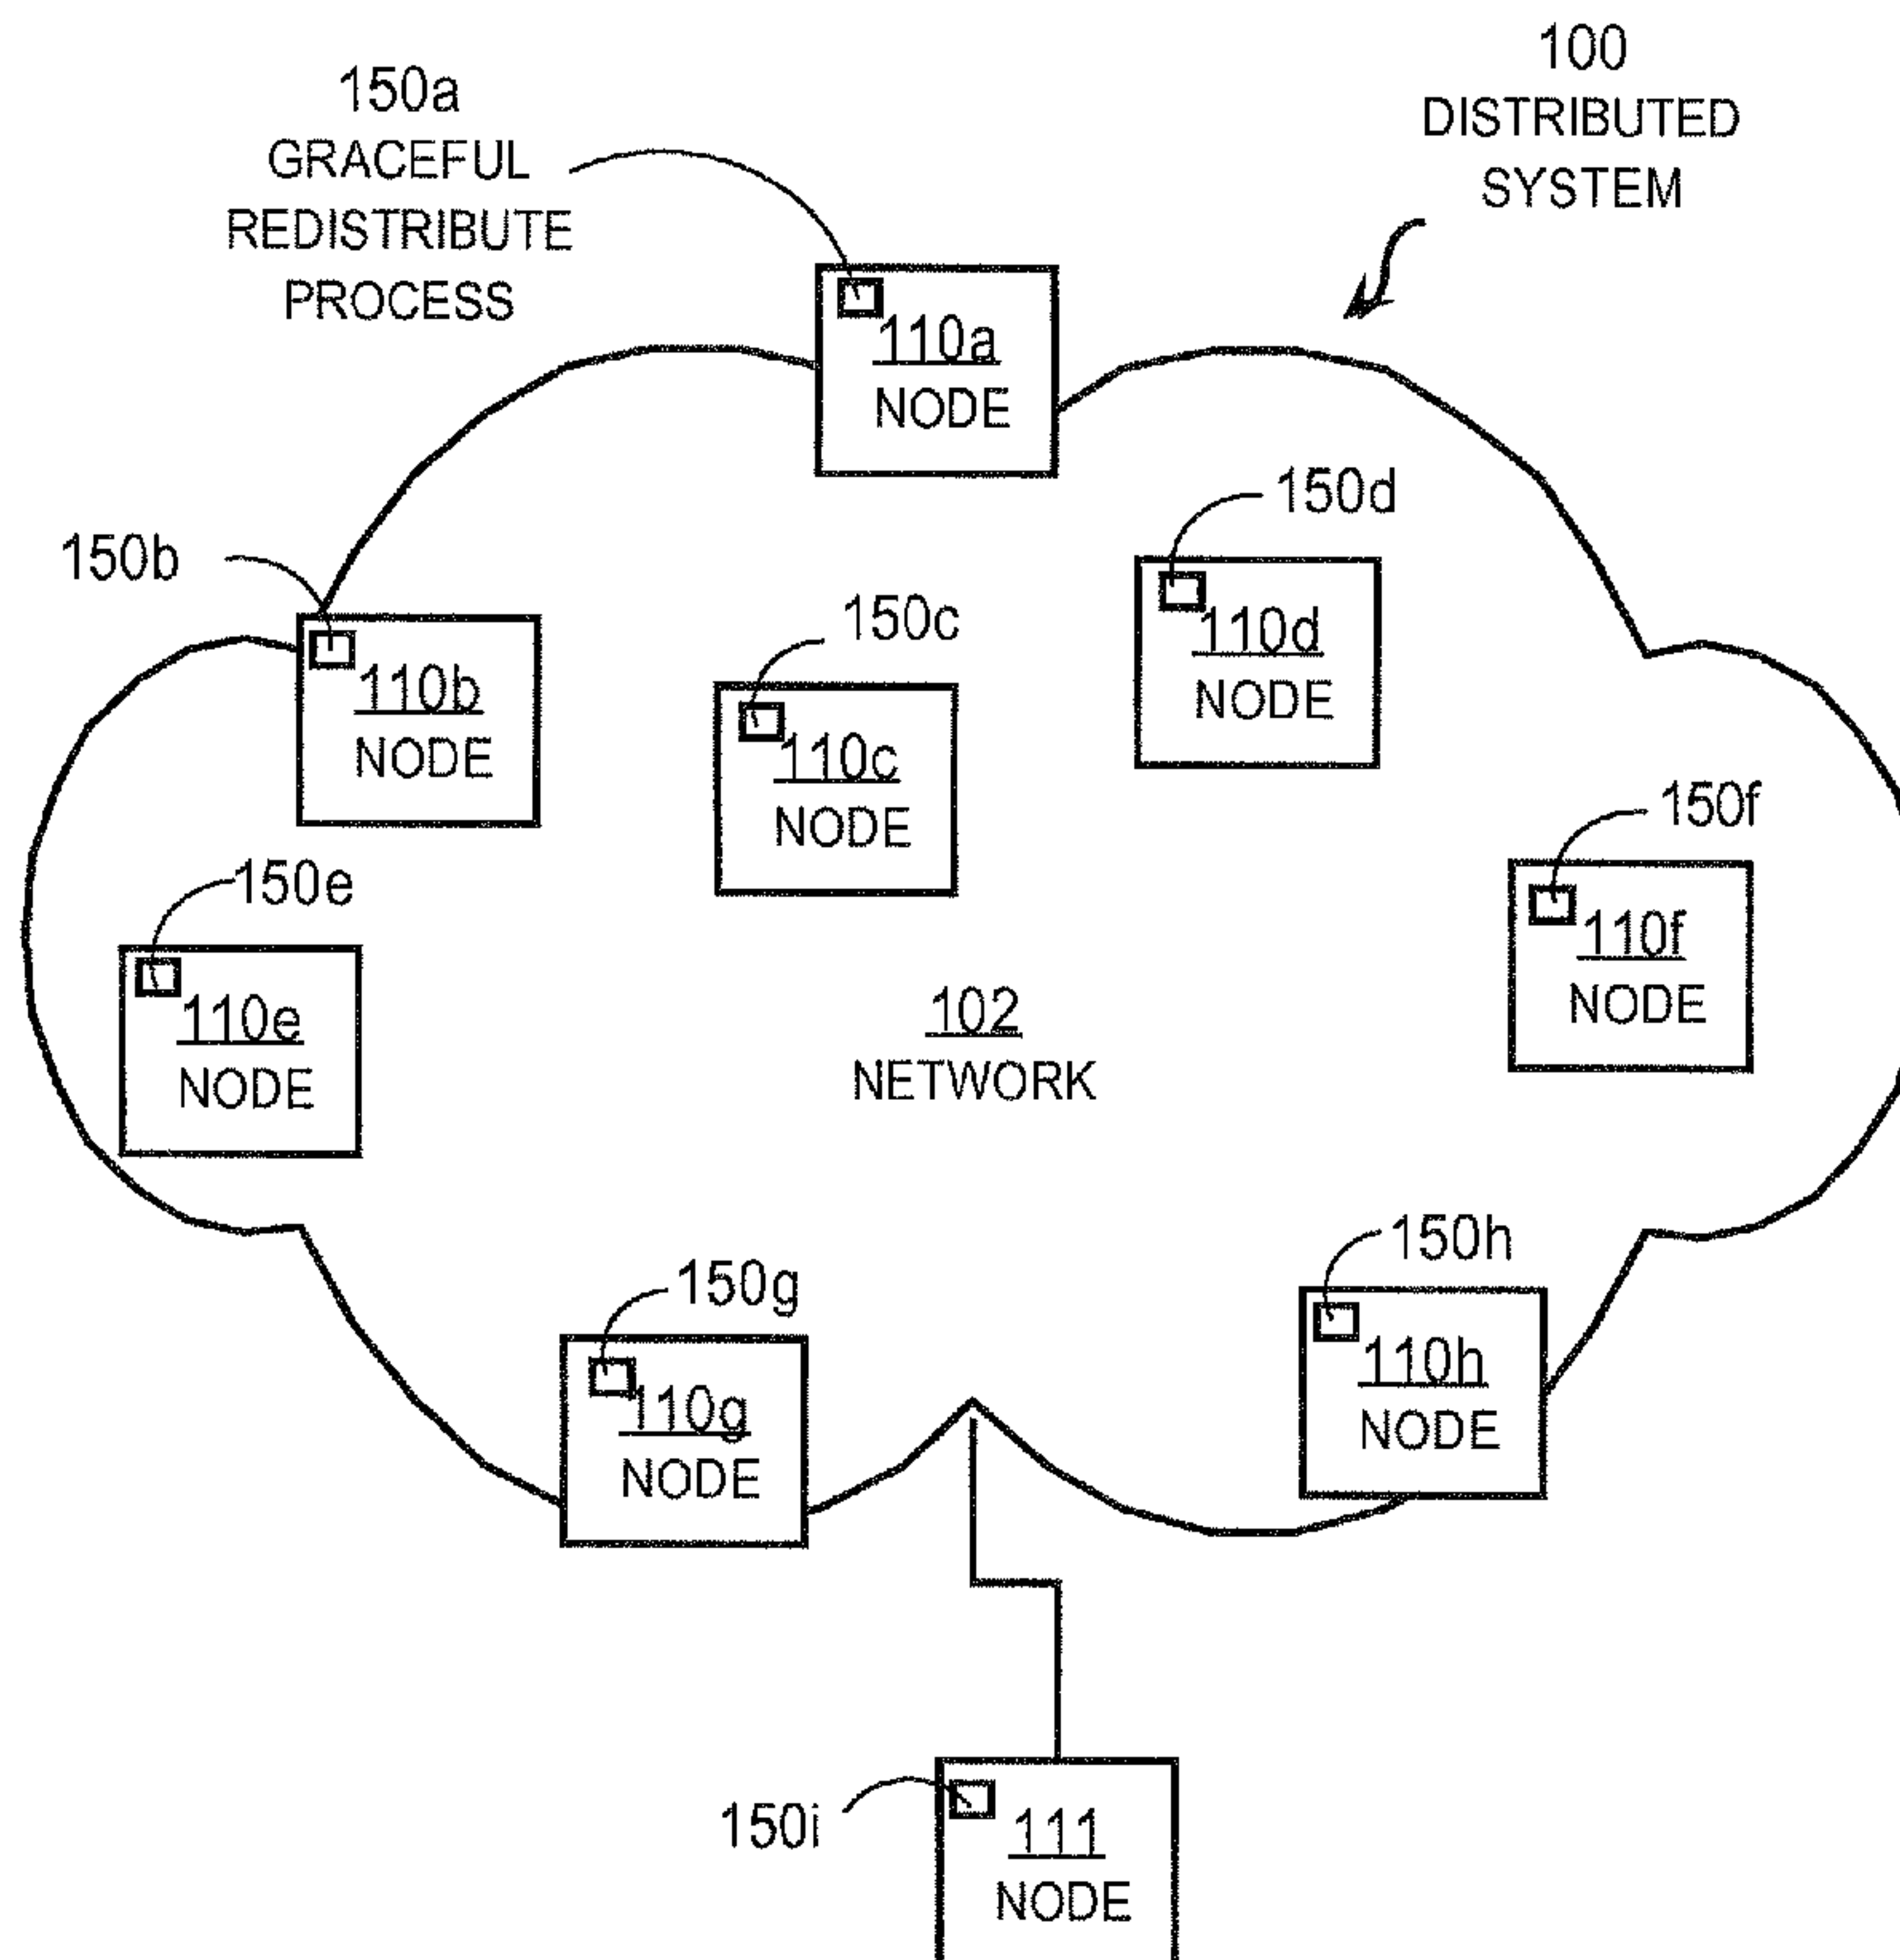 100
DISTRIBUTED
SYSTEM
150a
GRACEFUL
REDISTRIBUTE
PROCESS
110a
NODE
150d
150b
110d
NODE
150c
110b
NODE
110c
NODE
150f
150e
110f
NODE
110e
NODE
102
NETWORK
150h
150g
110h
NODE
110g
NODE
150i
111
NODE